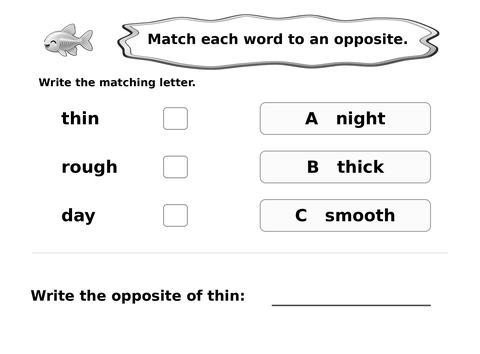 Match each word to an opposite.
Write the matching letter.
thin A night
rough B thick
day C smooth
Write the opposite of thin: